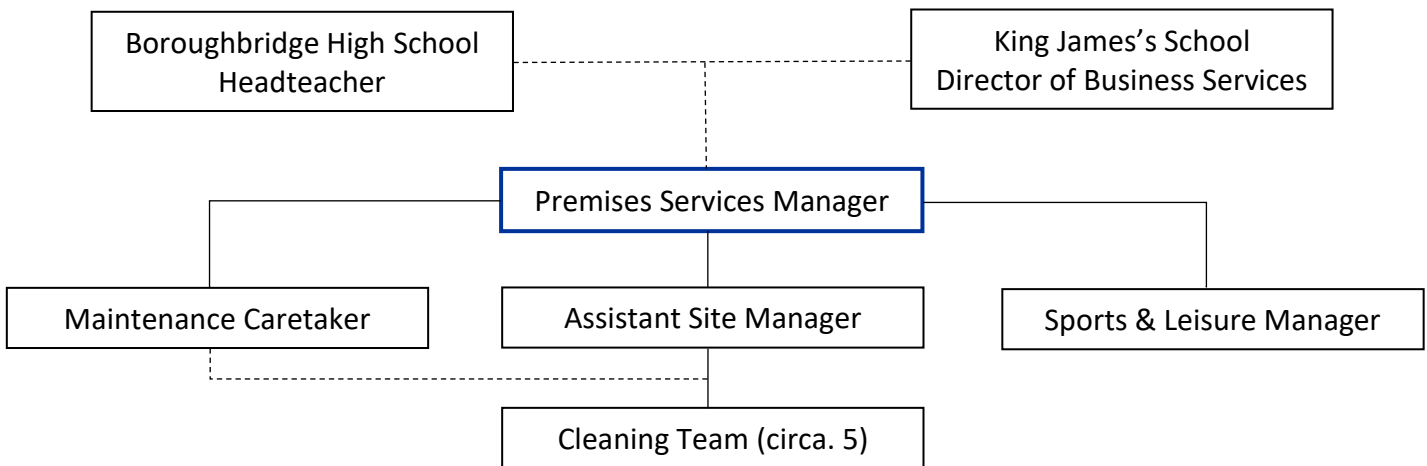 Boroughbridge High School
Headteacher
King James’s School
Director of Business Services
Premises Services Manager
Maintenance Caretaker
Assistant Site Manager
Sports & Leisure Manager
Cleaning Team (circa. 5)